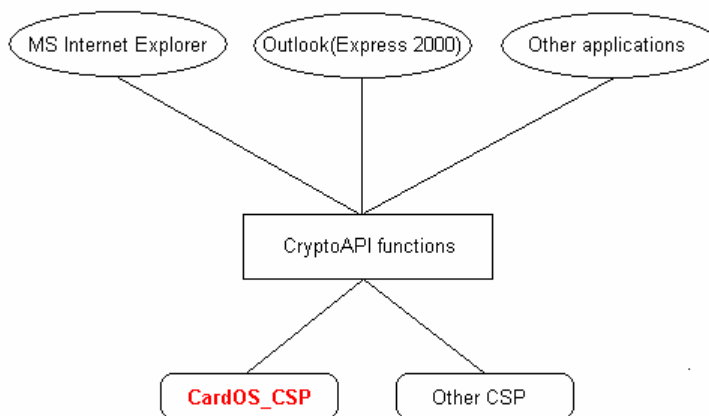 MS Internet Explorer
Outlook(Express 2000)
Other applications
CryptoAPI functions
CardOS_CSP
Other CSP